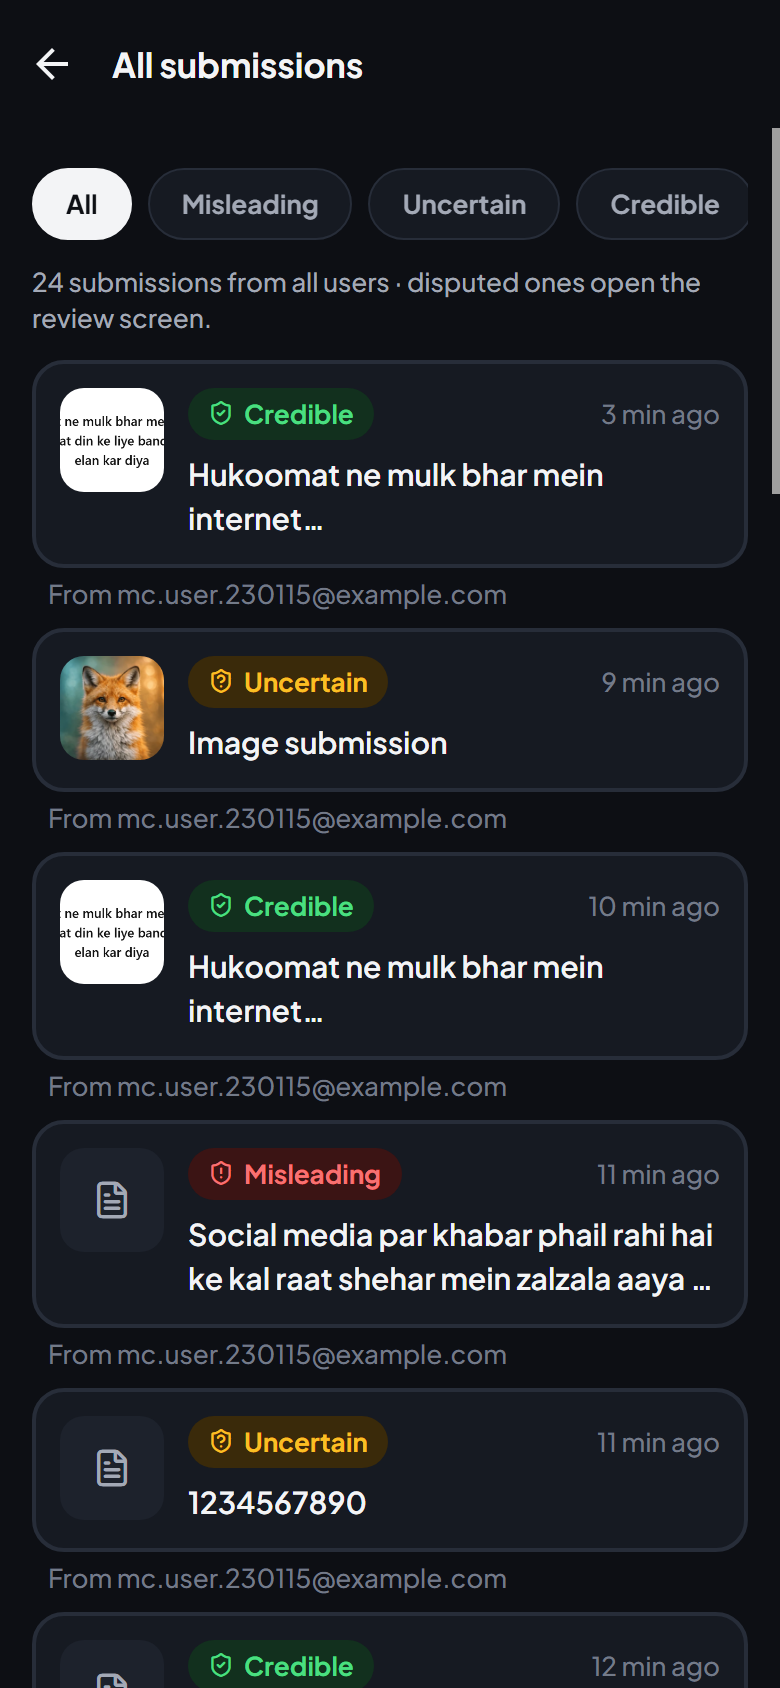 All submissions
All
Misleading
Uncertain
Credible
24 submissions from all users · disputed ones open the
review screen.
ne mulk bhar me
at din ke liye band
elan kar diya
Credible
3 min ago
Hukoomat ne mulk bhar mein
internet…
From mc.user.230115@example.com
Uncertain
9 min ago
Image submission
From mc.user.230115@example.com
ne mulk bhar me
at din ke liye band
elan kar diya
Credible
10 min ago
Hukoomat ne mulk bhar mein
internet…
From mc.user.230115@example.com
Misleading
11 min ago
Social media par khabar phail rahi hai
ke kal raat shehar mein zalzala aaya …
From mc.user.230115@example.com
Uncertain
11 min ago
1234567890
From mc.user.230115@example.com
Credible
12 min ago